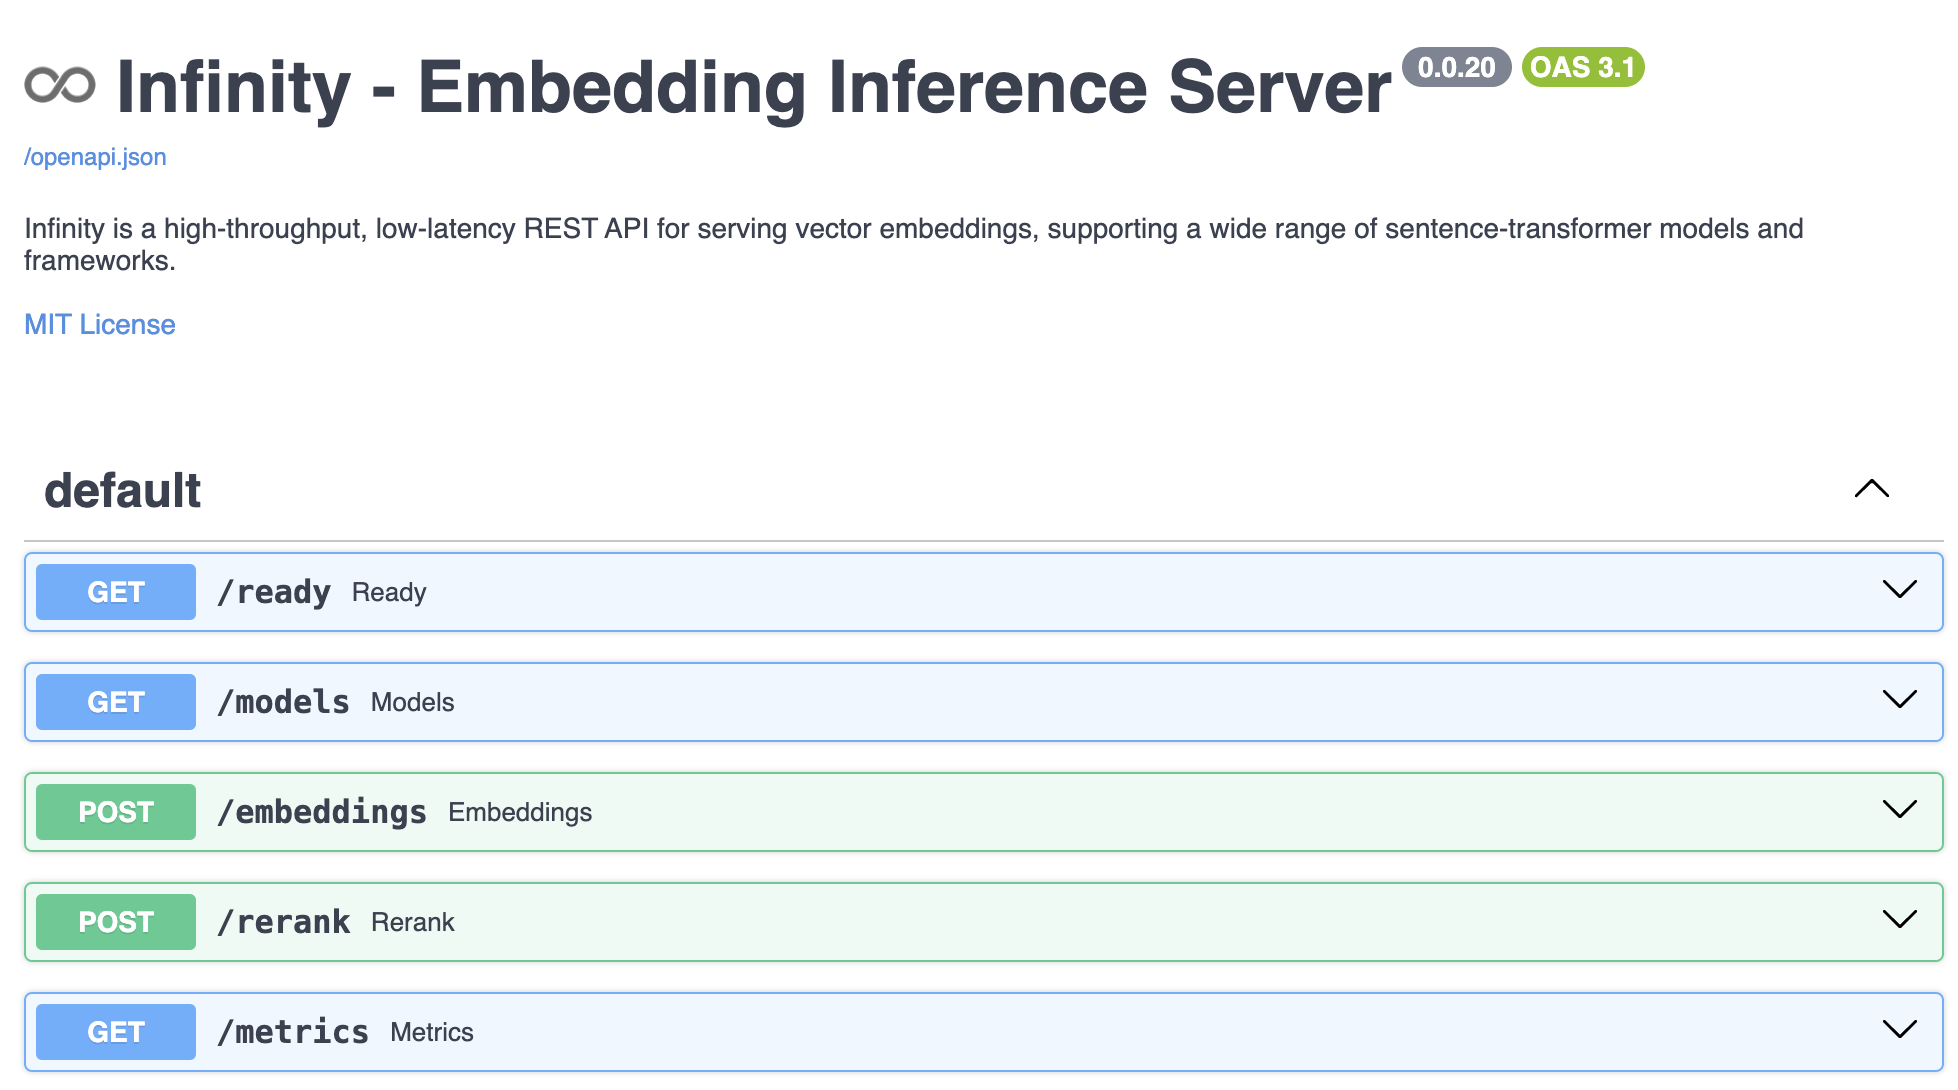 ∞ Infinity - Embedding Inference Server 0.0.20 OAS 3.1
/openapi.json
Infinity is a high-throughput, low-latency REST API for serving vector embeddings, supporting a wide range of sentence-transformer models and
frameworks.
MIT License
default
GET /ready Ready
GET /models Models
POST /embeddings Embeddings
POST /rerank Rerank
GET /metrics Metrics